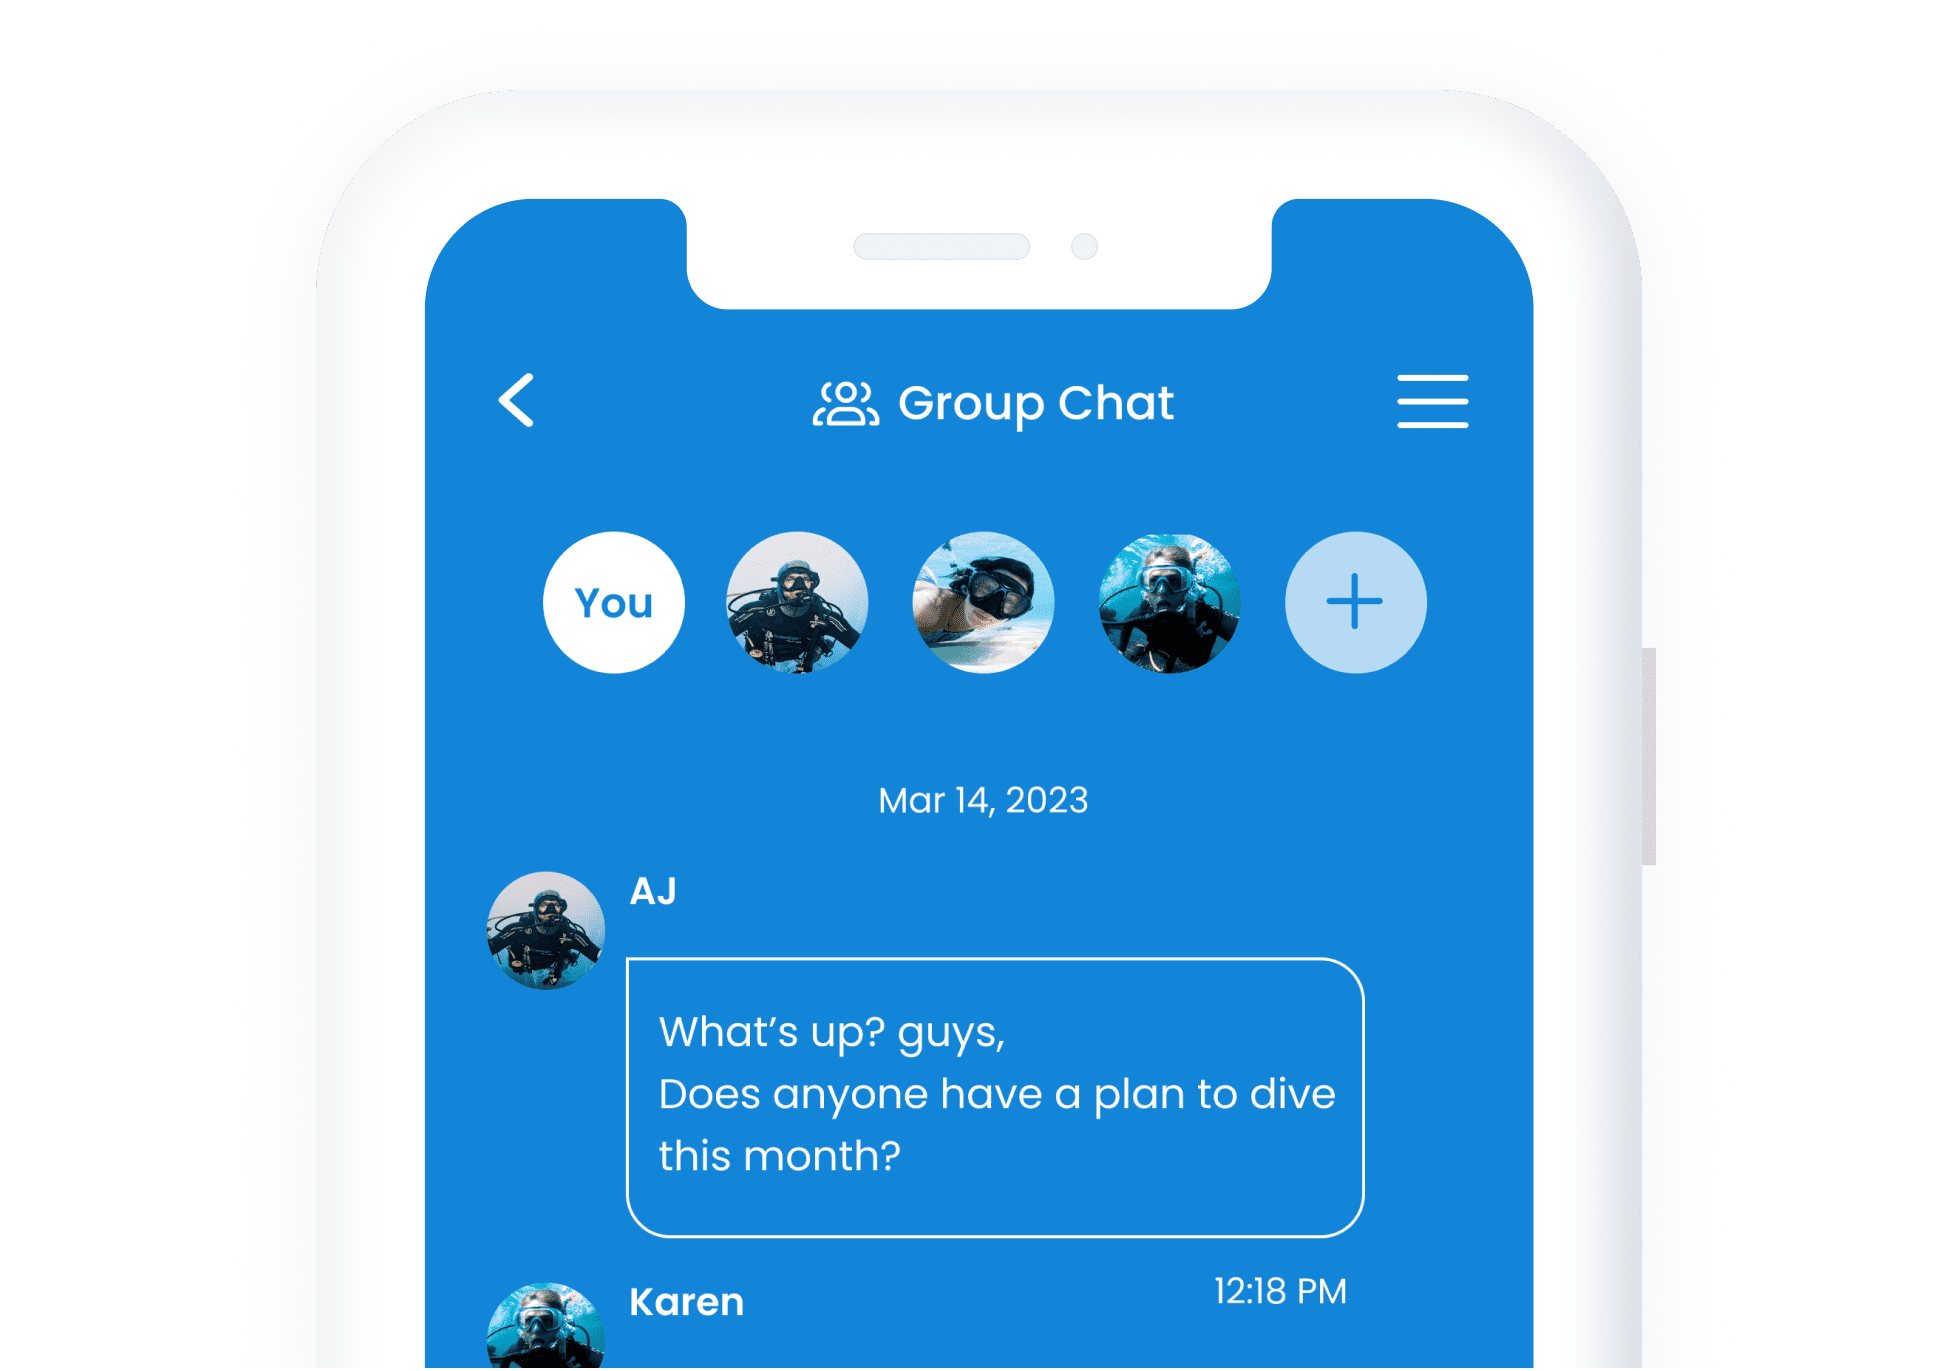 Group Chat
You
Mar 14, 2023
AJ
What’s up? guys,
Does anyone have a plan to dive
this month?
12:18 PM
Karen